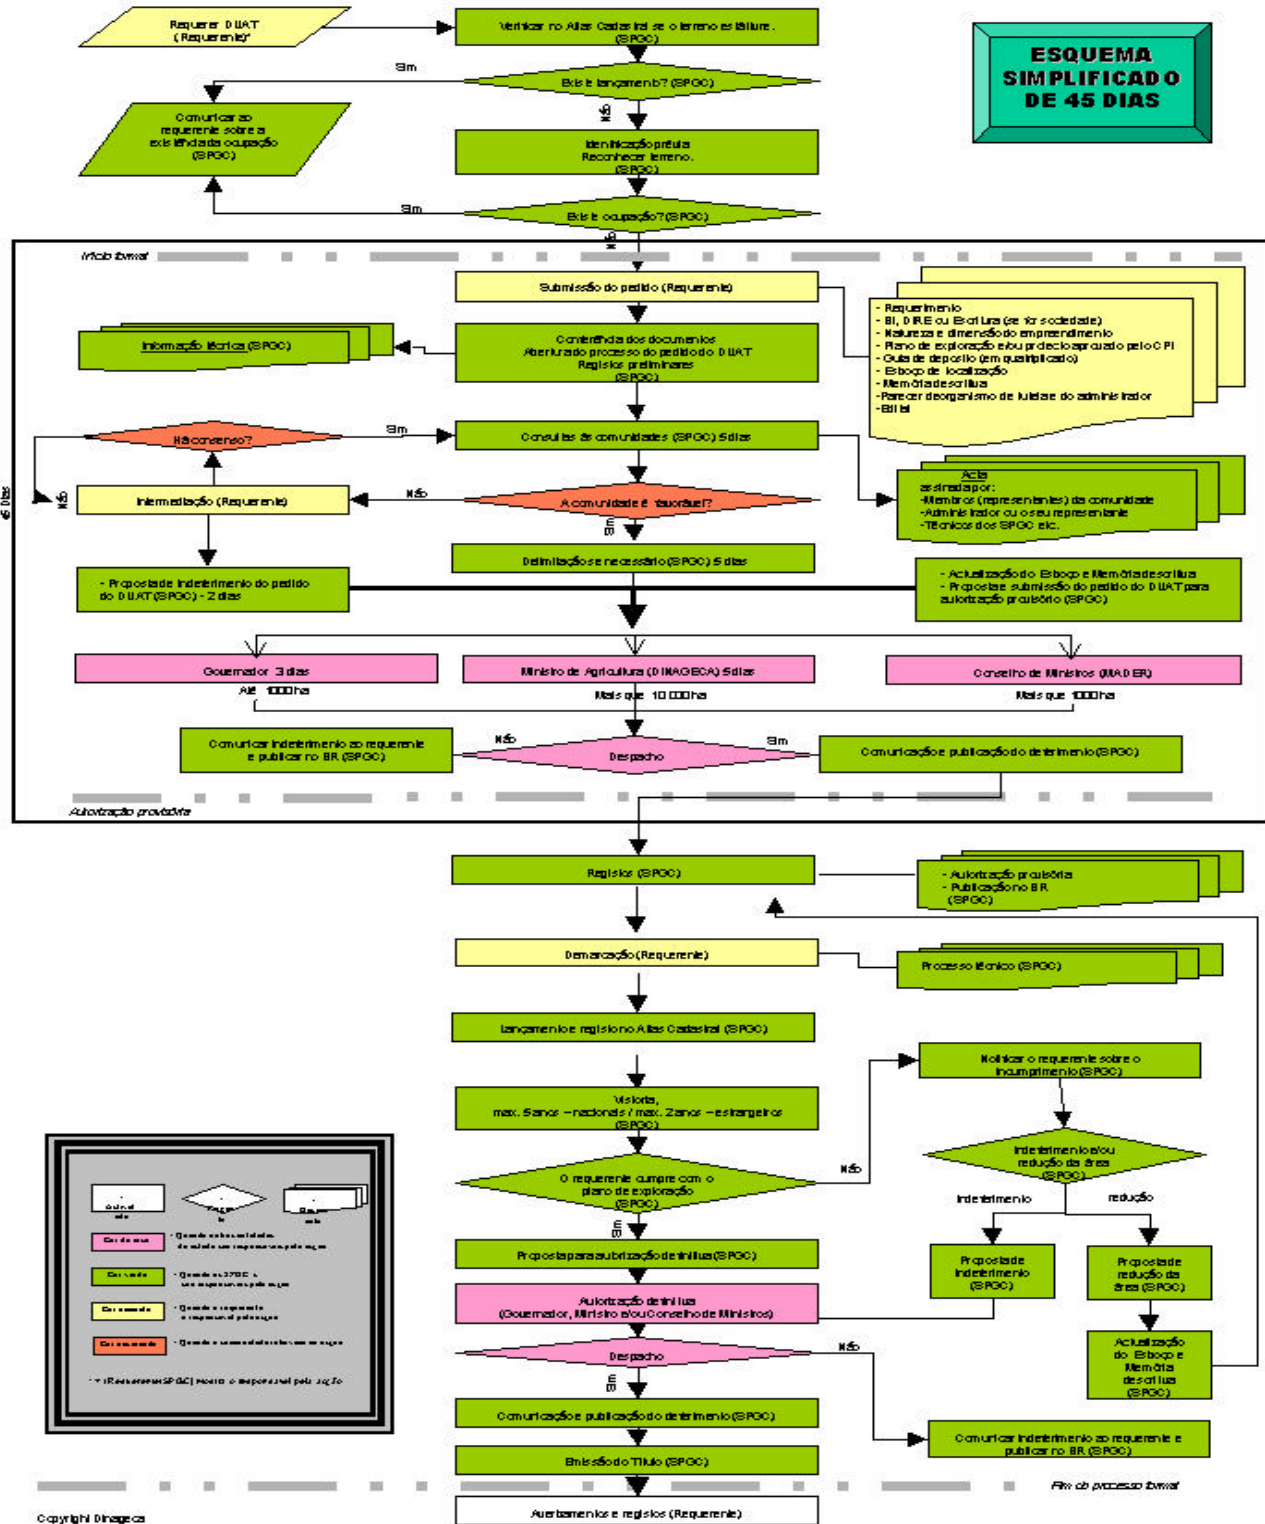 Requerer DUAT
(Requerente)*
Verificar no Atlas Cadastral se o terreno está livre.
(SPGC)
ESQUEMA
SIMPLIFICADO
DE 45 DIAS
Sim
Existe lançamento? (SPGC)
Não
Comunicar ao
requerente sobre a
existência da ocupação
(SPGC)
Identificação prévia
Reconhecer terreno.
(SPGC)
Sim
Existe ocupação? (SPGC)
Não
Início formal
Submissão do pedido (Requerente)
- Requerimento
- BI, DIRE ou Escritura (se for sociedade)
- Natureza e dimensão do empreendimento
- Plano de exploração e/ou projecto aprovado pelo CPI
- Guia de deposito (em quatriplicado)
- Esboço de localização
- Memória descritiva
-Parecer de organismo de tutela e do administrador
-Edital
Informação técnica (SPGC)
Conferência dos documentos
Abertura do processo do pedido do DUAT
Registos preliminares
(SPGC)
Há consenso?
Sim
Consultas às comunidades (SPGC) 5 dias
45 Dias
Não
Intermediação (Requerente)
Não
A comunidade é favorável?
Sim
Acta
assinada por:
-Membros (representantes) da comunidade
-Administrador ou o seu representante
-Técnicos dos SPGC etc.
Delimitação se necessário (SPGC) 5 dias
- Proposta de indeferimento do pedido
do DUAT (SPGC) - 2 dias
- Actualização do Esboço e Memória descritiva
- Proposta e submissão do pedido do DUAT para
autorização provisório (SPGC)
Governador 3 dias
Ministro de Agricultura (DINAGECA) 5 dias
Conselho de Ministros (MADER)
Até 1000 ha
Mais que 10 000 ha
Mais que 1000 ha
Comunicar indeferimento ao requerente
e publicar no BR (SPGC)
Não
Despacho
Sim
Comunicação e publicação do deferimento (SPGC)
Autorização provisória
Registos (SPGC)
- Autorização provisória
- Publicação no BR
(SPGC)
Demarcação (Requerente)
Processo técnico (SPGC)
Lançamento e registo no Atlas Cadastral (SPGC)
Notificar o requerente sobre o
incumprimento (SPGC)
Vistoria,
max. 5 anos – nacionais / max. 2 anos – estrangeiros
(SPGC)
Indeferimento e/ou
redução da área
(SPGC)
O requerente cumpre com o
plano de exploração
(SPGC)
Não
Sim
Indeferimento
redução
Proposta para autorização definitiva (SPGC)
Proposta de
indeferimento
(SPGC)
Proposta de
redução da
área (SPGC)
Autorização definitiva
(Governador, Ministro e/ou Conselho de Ministros)
Despacho
Não
Sim
Actualização
do Esboço e
Memória
descritiva
(SPGC)
Comunicação e publicação do deferimento (SPGC)
Comunicar indeferimento ao requerente e
publicar no BR (SPGC)
Emissão do Título (SPGC)
Fim do processo formal
Averbamentos e registos (Requerente)
Copyright Dinageca